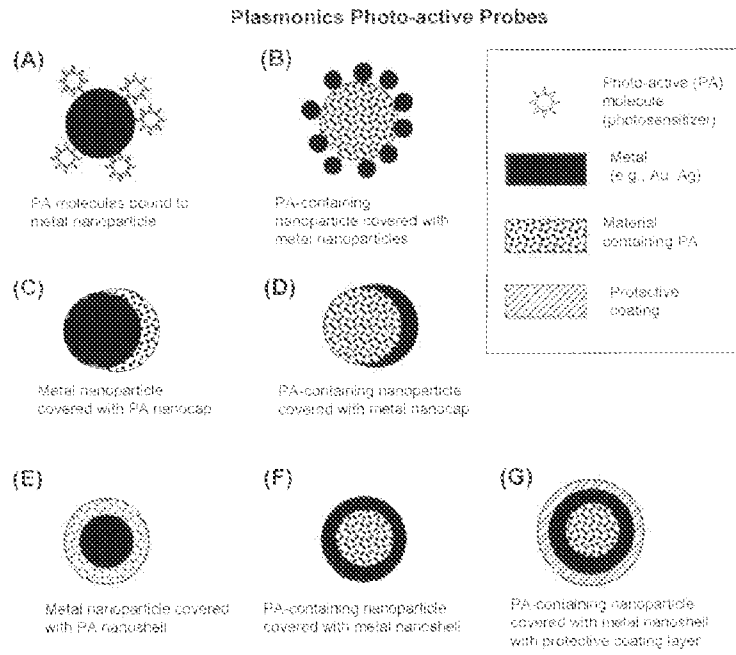 Plasmonics Photo-active Probes
(A)
PA molecules bound to
metal nanoparticle
(B)
PA-containing
nanoparticle covered with
metal nanoparticles
Photo-active (PA)
molecule
(photosensitizer)
Metal
(e.g., Au, Ag)
Material
containing PA
Protective
coating
(C)
Metal nanoparticle
covered with PA nanocap
(D)
PA-containing nanoparticle
covered with metal nanocap
(E)
Metal nanoparticle covered
with PA nanoshell
(F)
PA-containing nanoparticle
covered with metal nanoshell
(G)
PA-containing nanoparticle
covered with metal nanoshell
with protective coating layer